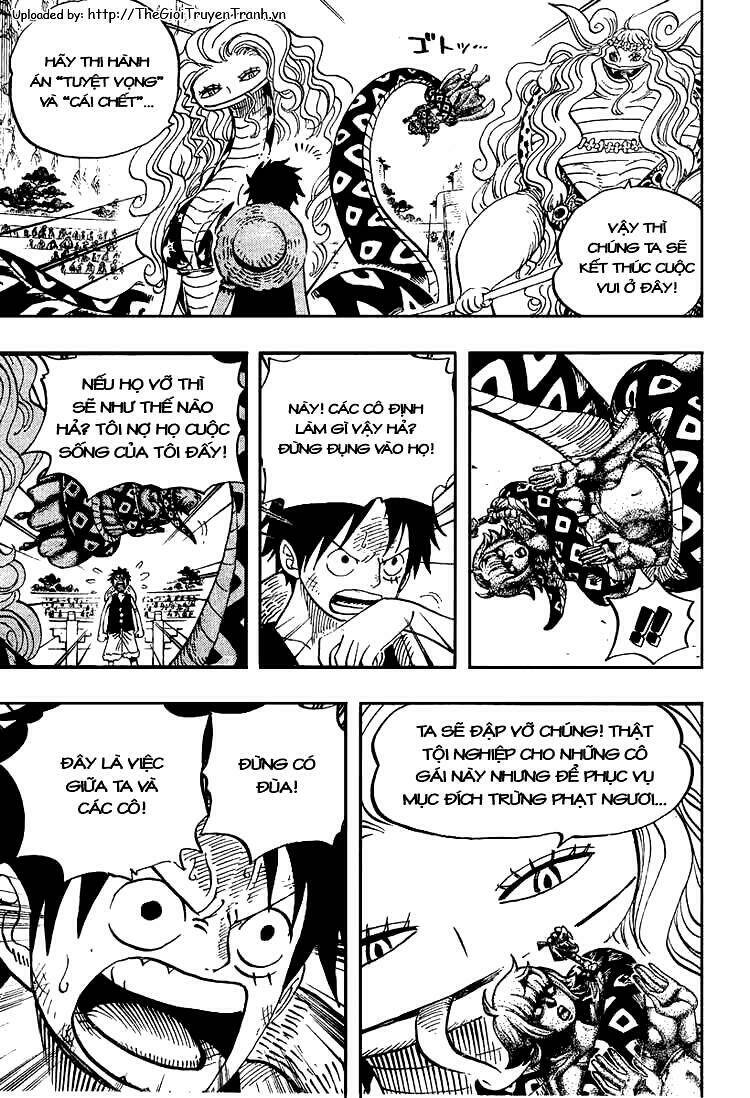 Uploaded by: http://TheGioiTruyenTranh.vn
VẬY THÌ
CHÚNG TA SẼ
KẾT THÚC CUỘC
VUI Ở ĐÂY!
ゴトッ…
HÃY THI HÀNH
ÁN "TUYỆT VỌNG"
VÀ "CÁI CHẾT"...
!!
NÀY! CÁC CÔ ĐỊNH
LÀM GÌ VẬY HẢ?
ĐỪNG ĐỤNG VÀO HỌ!
NẾU HỌ VỠ THÌ
SẼ NHƯ THẾ NÀO
HẢ? TÔI NỢ HỌ CUỘC
SỐNG CỦA TÔI ĐẤY!
TA SẼ ĐẬP VỠ CHÚNG! THẬT
TỘI NGHIỆP CHO NHỮNG CÔ
GÁI NÀY NHƯNG ĐỂ PHỤC VỤ
MỤC ĐÍCH TRỪNG PHẠT NGƯƠI...
ĐỪNG CÓ
ĐÙA!
ĐÂY LÀ VIỆC
GIỮA TA VÀ
CÁC CÔ!